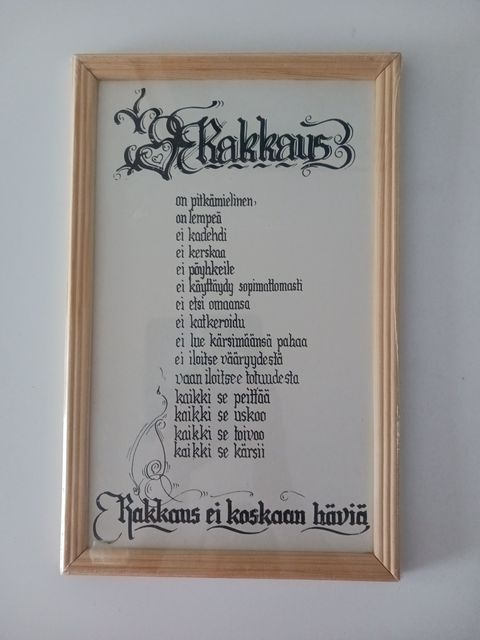 Rakkaus
on pitkämielinen,
on lempeä
ei kadehdi
ei kerskaa
ei pöyhkeile
ei käyttäydy sopimattomasti
ei etsi omaansa
ei katkeroidu
ei lue kärsimäänsä pahaa
ei iloitse vääryydestä
vaan iloitsee totuudesta
kaikki se peittää
kaikki se uskoo
kaikki se toivoo
kaikki se kärsii
Rakkaus ei koskaan häviä